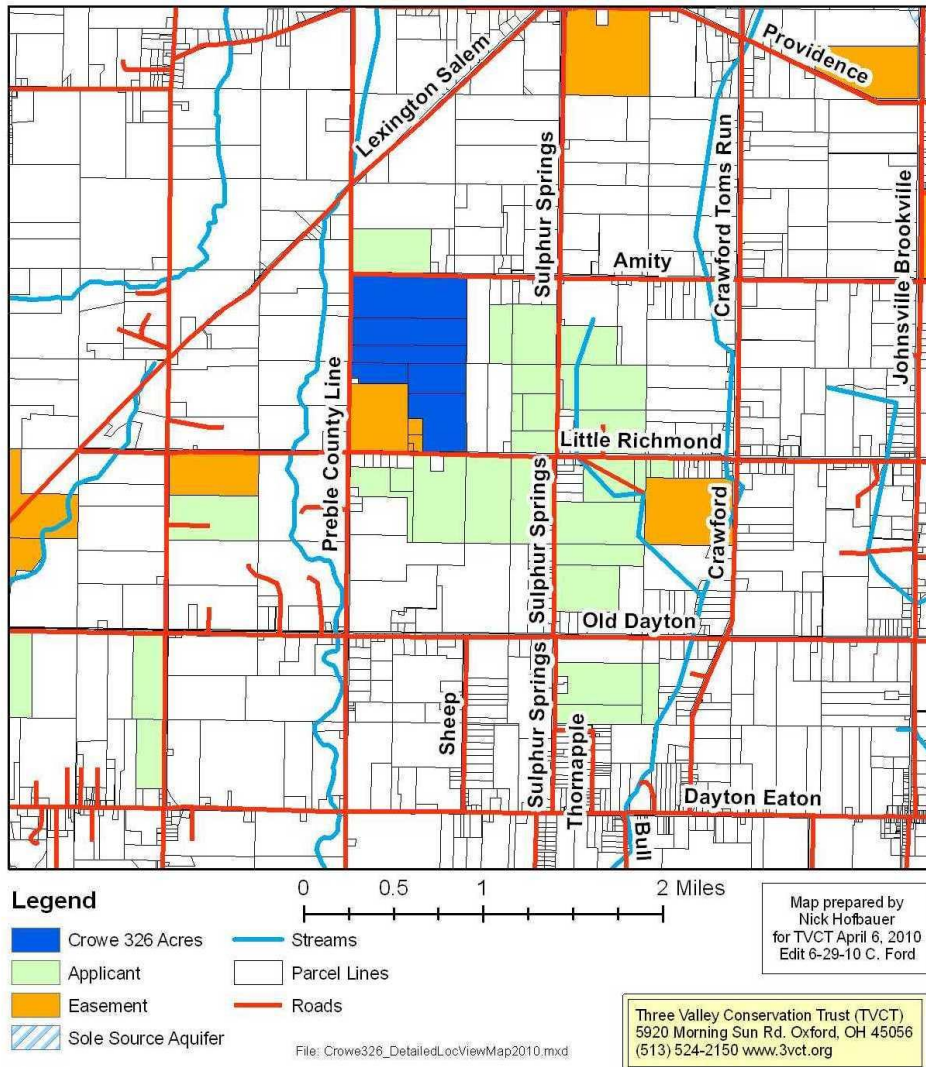 Providence
Lexington Salem
Sulphur Springs
Crawford Toms Run
Johnsville Brookville
Amity
Preble County Line
Little Richmond
Sulphur Springs
Crawford
Old Dayton
Sheep
Sulphur Springs
Thornapple
Dayton Eaton
Bull
Legend
0 0.5 1 2 Miles
Crowe 326 Acres
Streams
Applicant
Parcel Lines
Easement
Roads
Sole Source Aquifer
File: Crowe326_DetailedLocViewMap2010.mxd
Map prepared by
Nick Hofbauer
for TVCT April 6, 2010
Edit 6-29-10 C. Ford
Three Valley Conservation Trust (TVCT)
5920 Morning Sun Rd. Oxford, OH 45056
(513) 524-2150 www.3vct.org